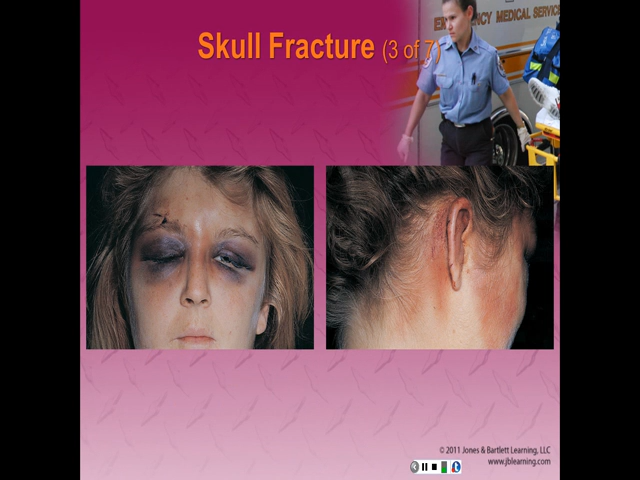 EMERGENCY MEDICAL SERVICE
Skull Fracture (3 of 7)
© 2011 Jones & Bartlett Learning, LLC
www.jblearning.com